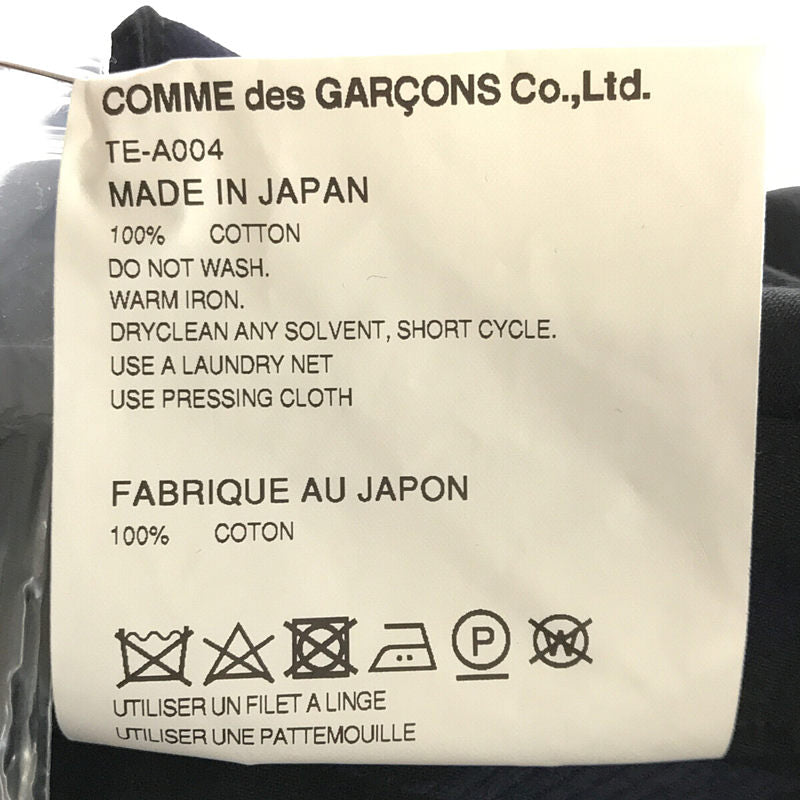 COMME des GARÇONS Co.,Ltd.
TE-A004
MADE IN JAPAN
100% COTTON
DO NOT WASH.
WARM IRON.
DRYCLEAN ANY SOLVENT, SHORT CYCLE.
USE A LAUNDRY NET
USE PRESSING CLOTH
FABRIQUE AU JAPON
100% COTON
P W
UTILISER UN FILET A LINGE
UTILISER UNE PATTEMOUILLE